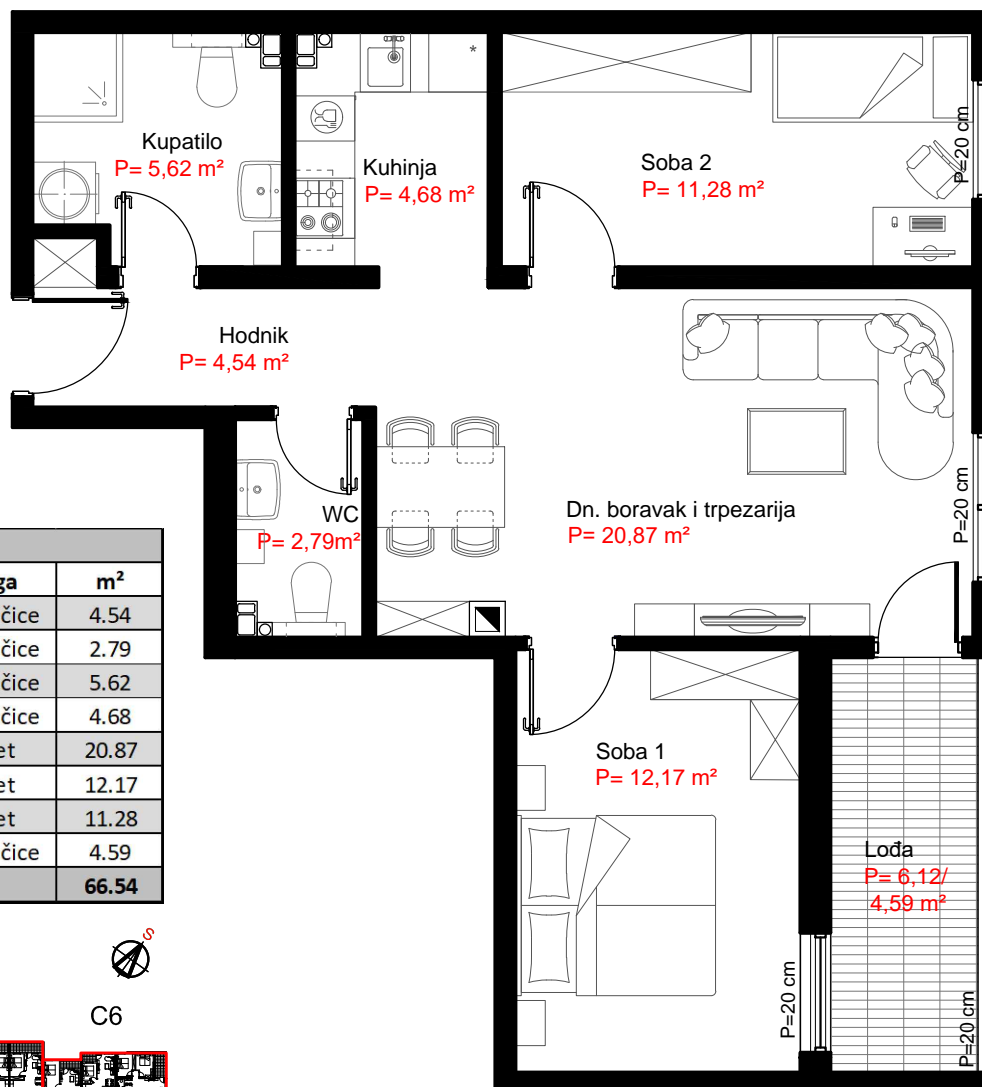 Kupatilo
P= 5,62 m²
Kuhinja
P= 4,68 m²
Soba 2
P= 11,28 m²
P=20 cm
Hodnik
P= 4,54 m²
WC
P= 2,79m²
Dn. boravak i trpezarija
P= 20,87 m²
P=20 cm
ga m²
čice 4.54
čice 2.79
čice 5.62
čice 4.68
et 20.87
et 12.17
et 11.28
čice 4.59
66.54
Soba 1
P= 12,17 m²
P=20 cm
Lođa
P= 6,12/
4,59 m²
P=20 cm
S
C6